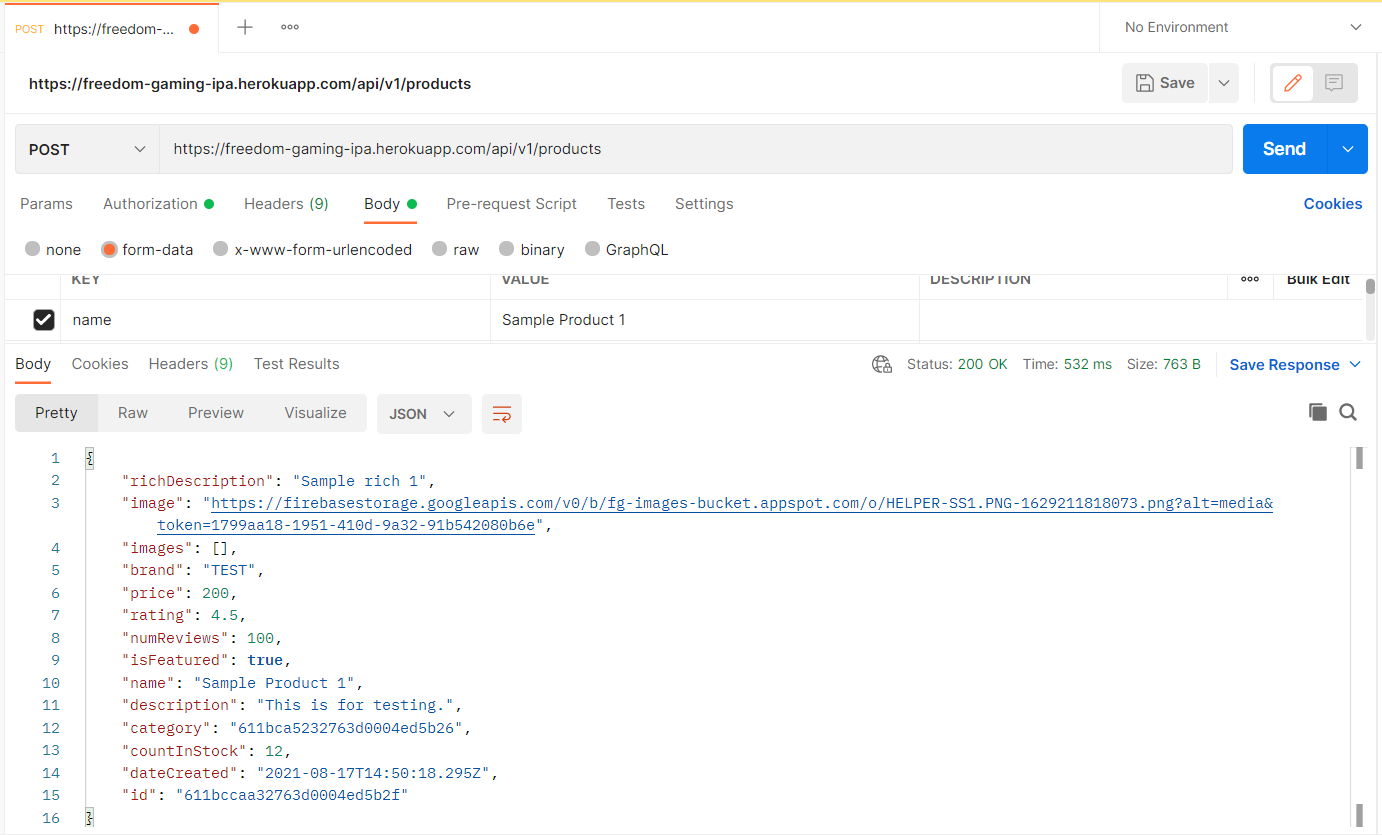 POST https://freedom-...
No Environment
https://freedom-gaming-ipa.herokuapp.com/api/v1/products
Save
POST https://freedom-gaming-ipa.herokuapp.com/api/v1/products Send
Params Authorization Headers (9) Body Pre-request Script Tests Settings Cookies
none form-data x-www-form-urlencoded raw binary GraphQL
KEY VALUE DESCRIPTION Bulk Edit
name Sample Product 1
Body Cookies Headers (9) Test Results Status: 200 OK Time: 532 ms Size: 763 B Save Response
Pretty Raw Preview Visualize JSON
1 {
2 "richDescription": "Sample rich 1",
3 "image": "https://firebasestorage.googleapis.com/v0/b/fg-images-bucket.appspot.com/o/HELPER-SS1.PNG-1629211818073.png?alt=media&
token=1799aa18-1951-410d-9a32-91b542080b6e",
4 "images": [],
5 "brand": "TEST",
6 "price": 200,
7 "rating": 4.5,
8 "numReviews": 100,
9 "isFeatured": true,
10 "name": "Sample Product 1",
11 "description": "This is for testing.",
12 "category": "611bca5232763d0004ed5b26",
13 "countInStock": 12,
14 "dateCreated": "2021-08-17T14:50:18.295Z",
15 "id": "611bccaa32763d0004ed5b2f"
16 }